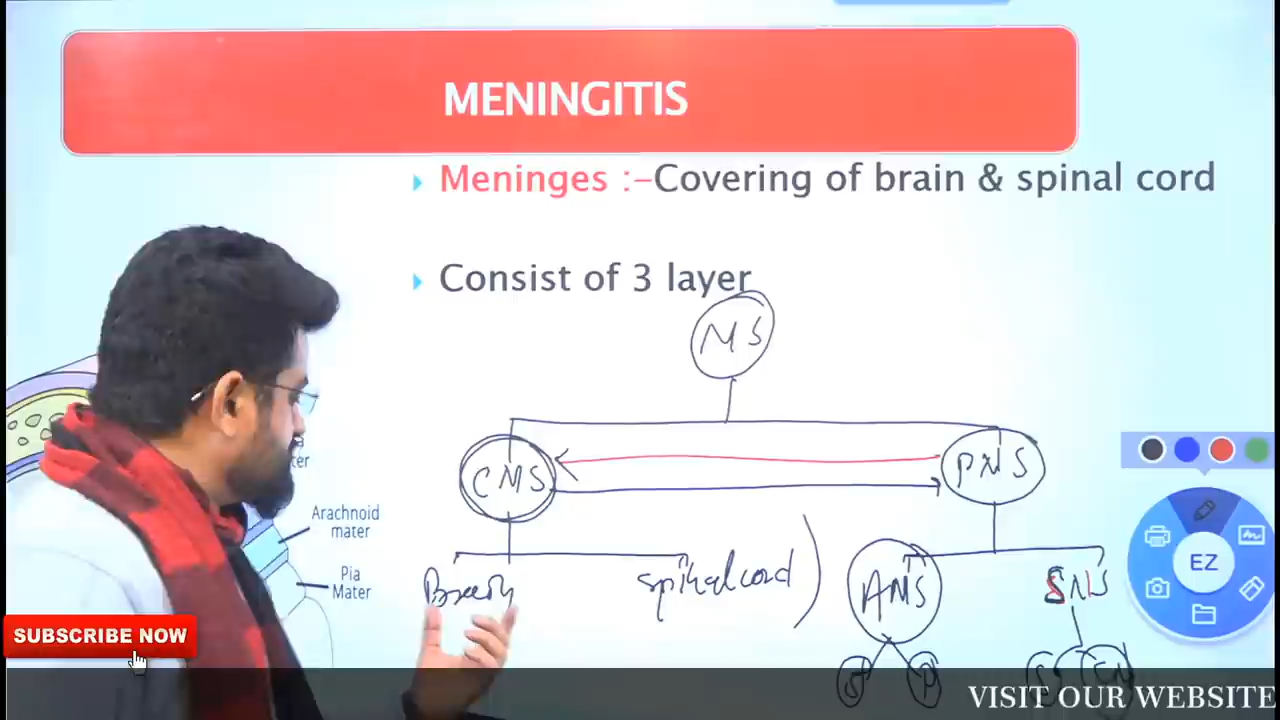 MENINGITIS
Meninges :-Covering of brain & spinal cord
Consist of 3 layer
NS
CNS
PNS
Arachnoid
mater
Pia
Mater
Brain
spinal cord
ANS
SNS
P
EZ
SUBSCRIBE NOW
VISIT OUR WEBSITE